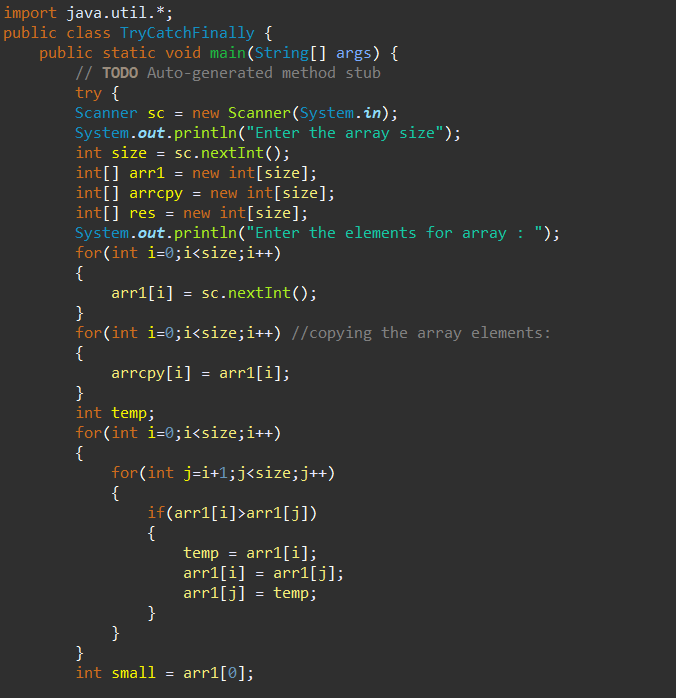 import java.util.*;
public class TryCatchFinally {
    public static void main(String[] args) {
        // TODO Auto-generated method stub
        try {
        Scanner sc = new Scanner(System.in);
        System.out.println("Enter the array size");
        int size = sc.nextInt();
        int[] arr1 = new int[size];
        int[] arrcpy = new int[size];
        int[] res = new int[size];
        System.out.println("Enter the elements for array : ");
        for(int i=0;i<size;i++)
        {
            arr1[i] = sc.nextInt();
        }
        for(int i=0;i<size;i++) //copying the array elements:
        {
            arrcpy[i] = arr1[i];
        }
        int temp;
        for(int i=0;i<size;i++)
        {
            for(int j=i+1;j<size;j++)
            {
                if(arr1[i]>arr1[j])
                {
                    temp = arr1[i];
                    arr1[i] = arr1[j];
                    arr1[j] = temp;
                }
            }
        }
        int small = arr1[0];